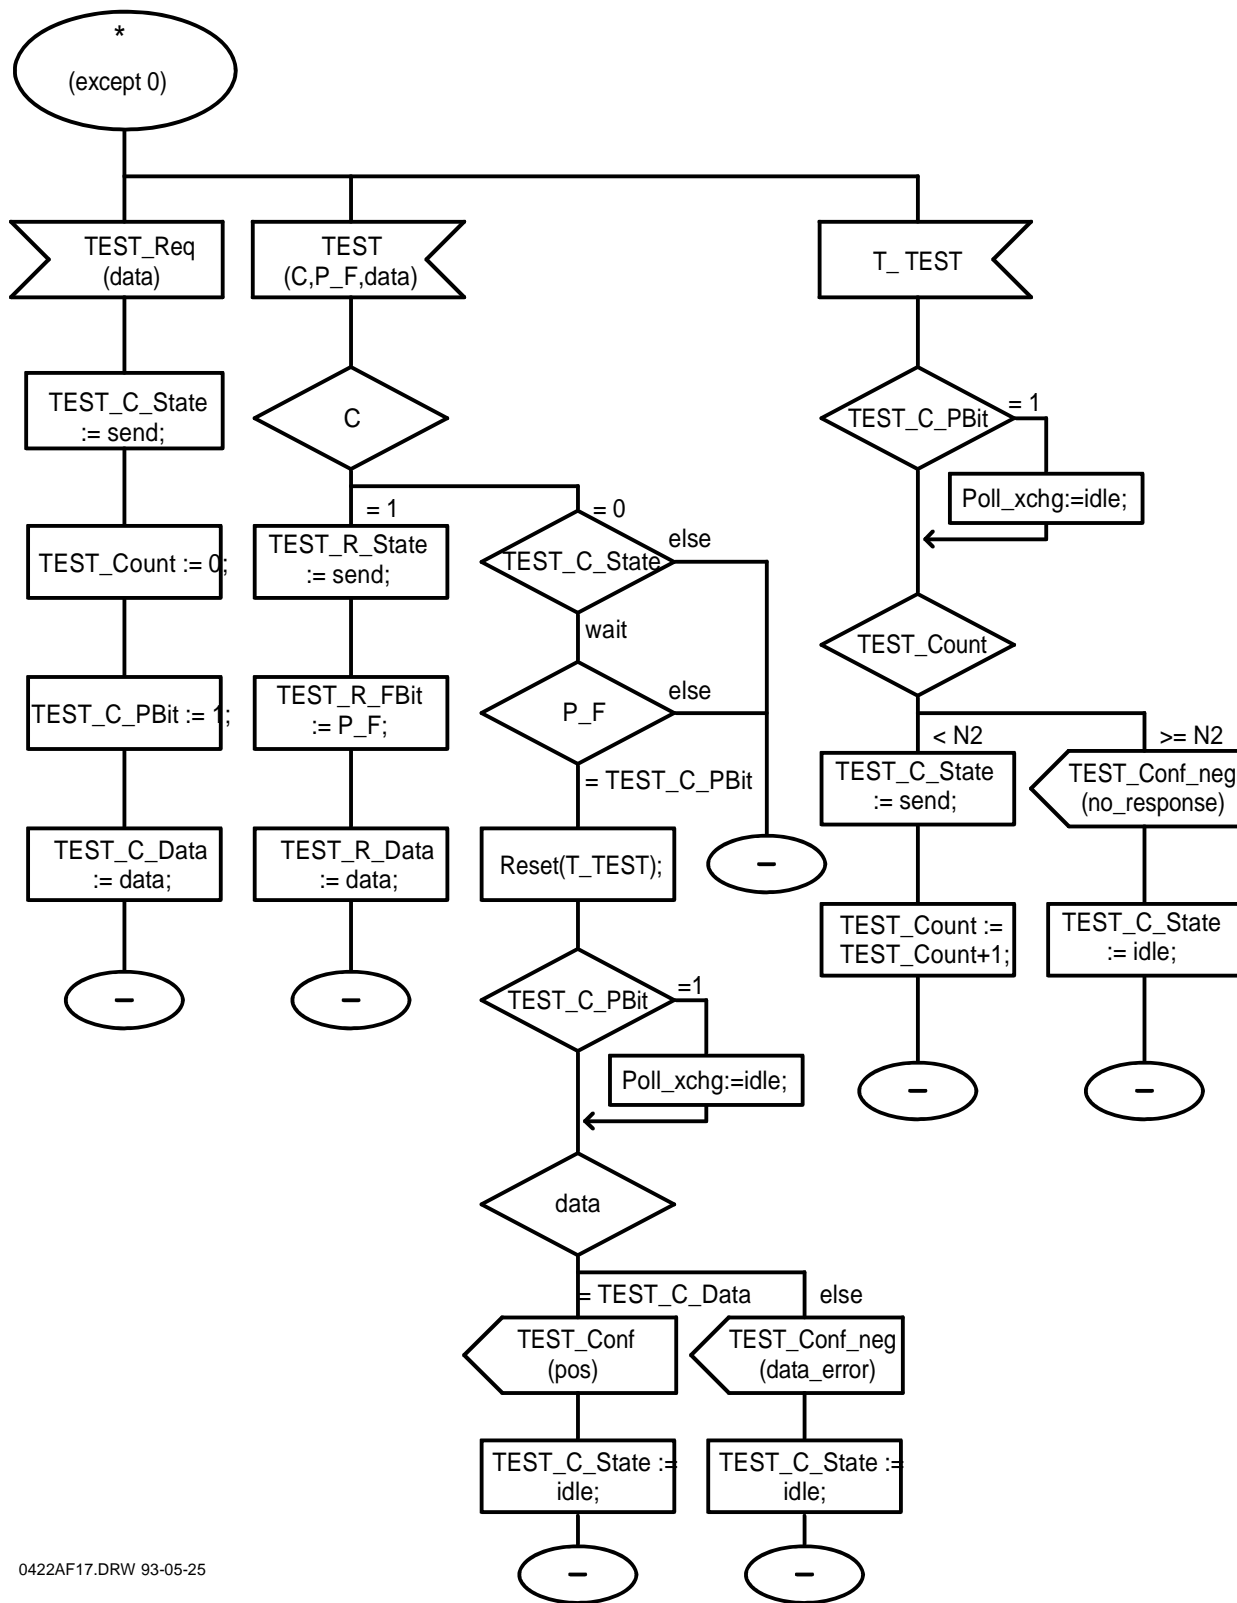 *
(except 0)
TEST_Req
(data)
TEST_C_State
:= send;
TEST_Count := 0;
TEST_C_PBit := 1;
TEST_C_Data
:= data;
–
TEST
(C,P_F,data)
C
= 1
= 0
TEST_R_State
:= send;
TEST_R_FBit
:= P_F;
TEST_R_Data
:= data;
–
TEST_C_State
else
wait
P_F
else
= TEST_C_PBit
–
Reset(T_TEST);
TEST_C_PBit
=1
Poll_xchg:=idle;
data
= TEST_C_Data
else
TEST_Conf
(pos)
TEST_C_State :=
idle;
–
TEST_Conf_neg
(data_error)
TEST_C_State :=
idle;
–
T_ TEST
TEST_C_PBit
= 1
Poll_xchg:=idle;
TEST_Count
< N2
>= N2
TEST_C_State
:= send;
TEST_Count :=
TEST_Count+1;
–
TEST_Conf_neg
(no_response)
TEST_C_State
:= idle;
–
0422AF17.DRW 93-05-25